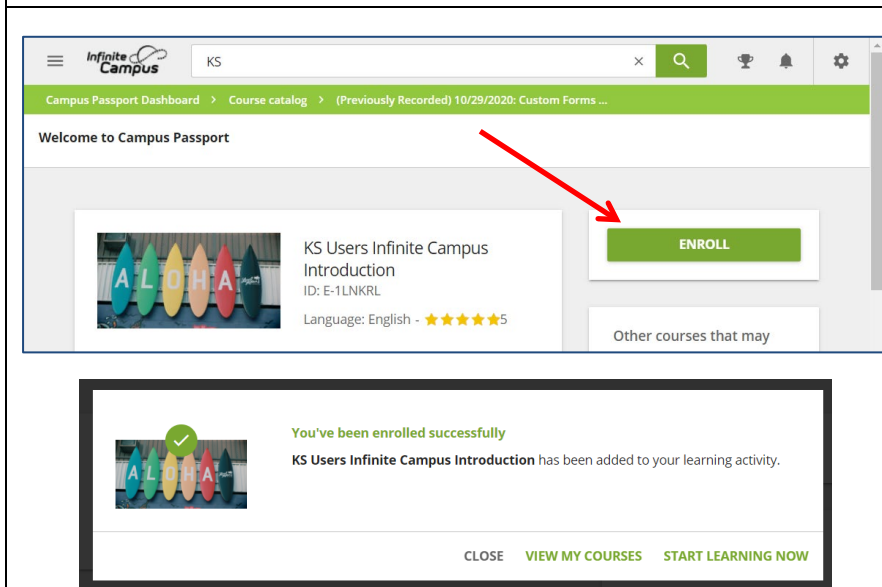 Infinite Campus
KS
Campus Passport Dashboard > Course catalog > (Previously Recorded) 10/29/2020: Custom Forms ...
Welcome to Campus Passport
ALOHA
KS Users Infinite Campus
Introduction
ID: E-1LNKRL
Language: English - ★★★★★5
ENROLL
Other courses that may
ALOHA
You've been enrolled successfully
KS Users Infinite Campus Introduction has been added to your learning activity.
CLOSE VIEW MY COURSES START LEARNING NOW